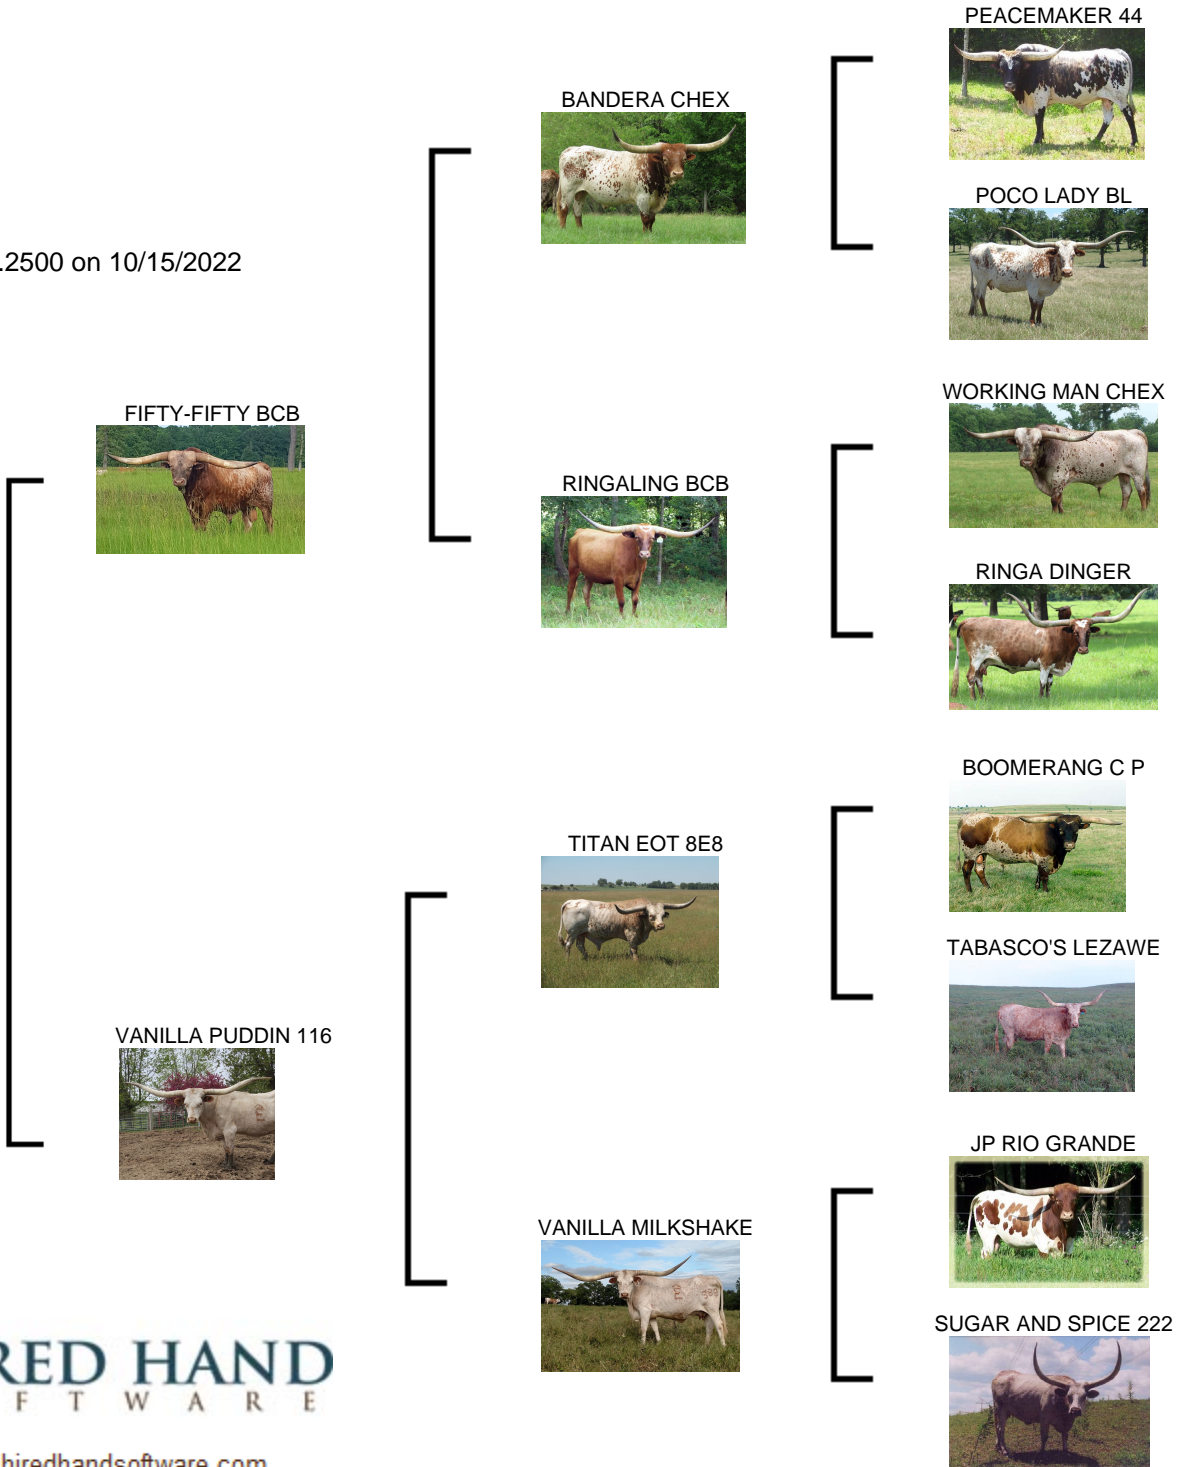 PEACEMAKER 44
BANDERA CHEX
POCO LADY BL
.2500 on 10/15/2022
WORKING MAN CHEX
FIFTY-FIFTY BCB
RINGALING BCB
RINGA DINGER
BOOMERANG C P
TITAN EOT 8E8
TABASCO'S LEZAWE
VANILLA PUDDIN 116
JP RIO GRANDE
VANILLA MILKSHAKE
SUGAR AND SPICE 222
RED HAND
F T W A R E
hiredhandsoftware.com